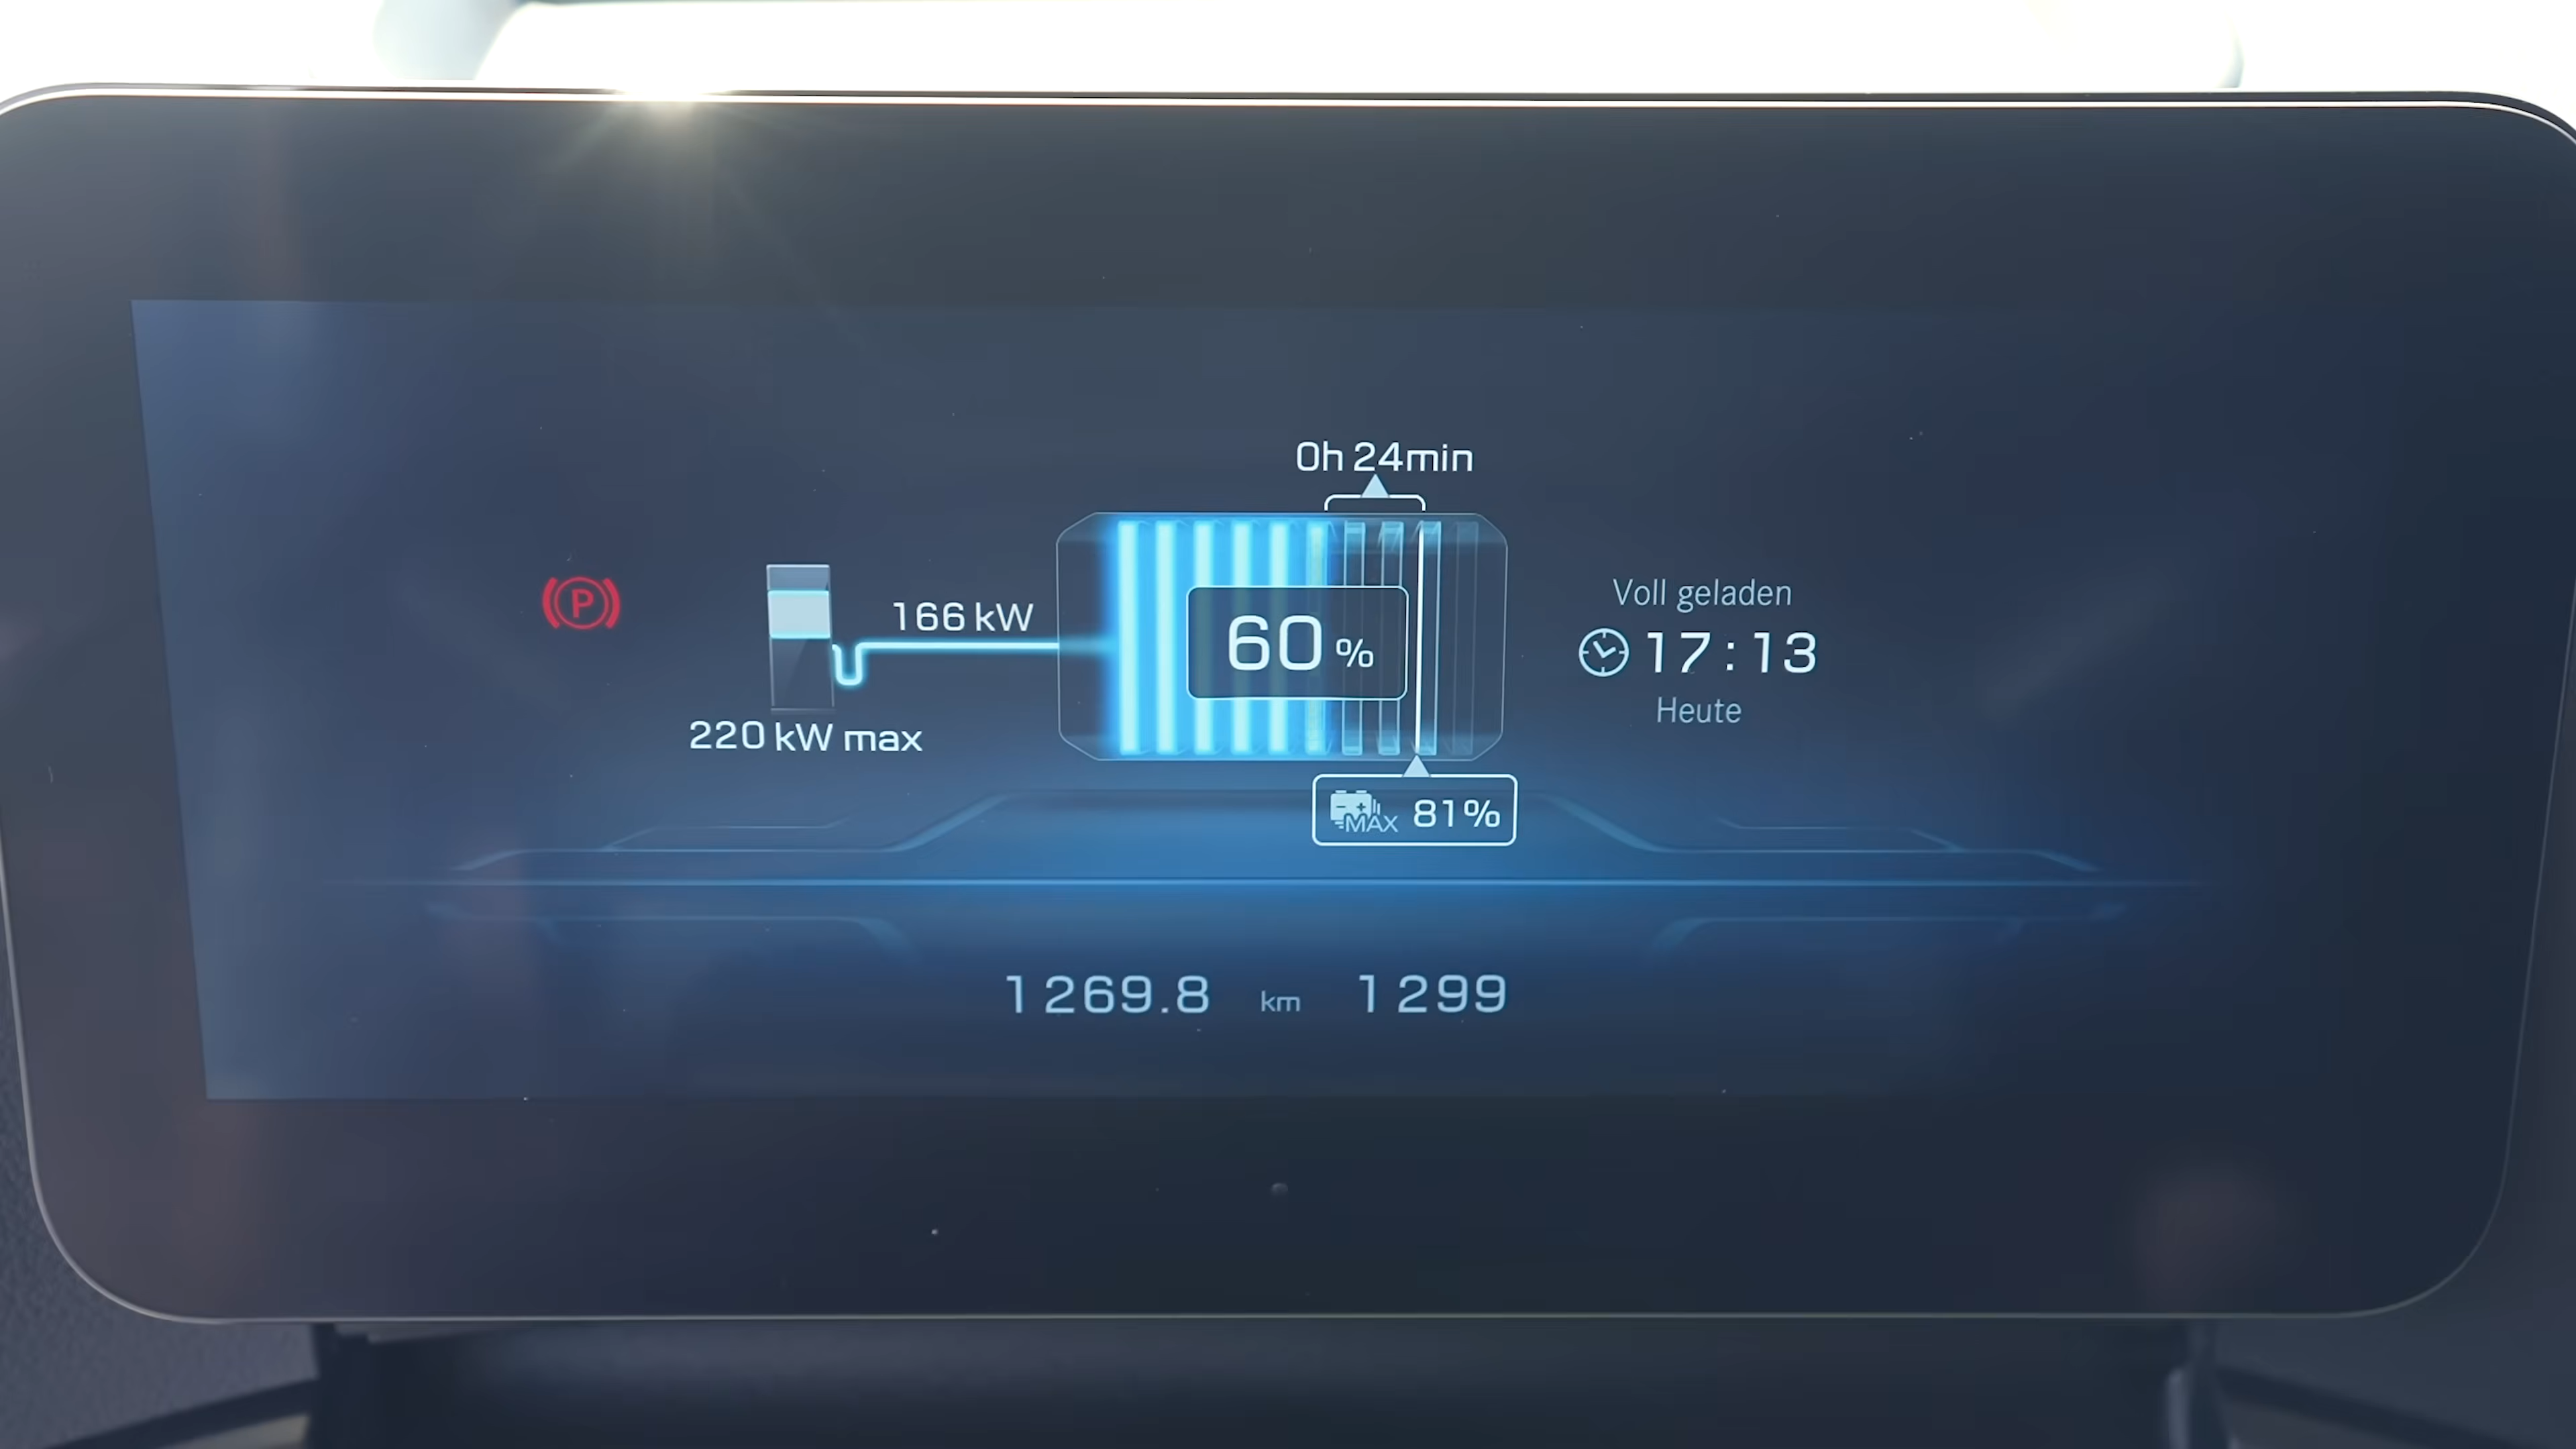 0h 24min
P
166 kW
220 kW max
60 %
Voll geladen
17:13
Heute
MAX 81%
1269.8 km 1299